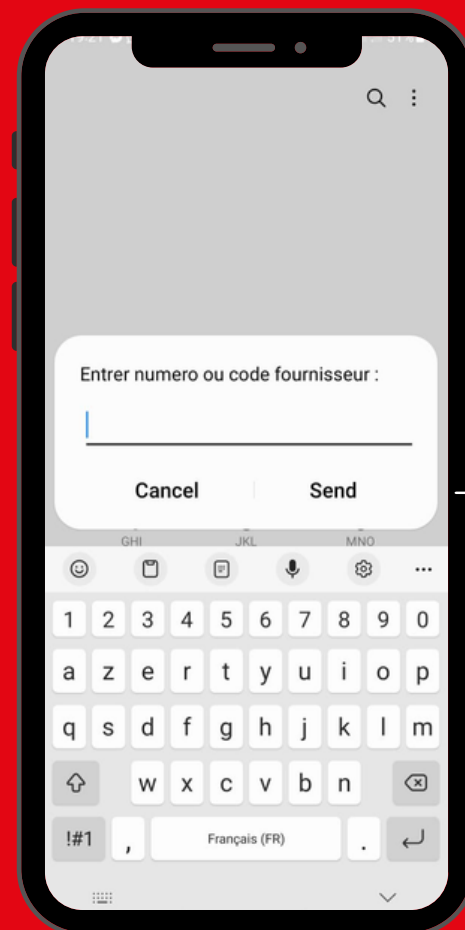 Entrer numero ou code fournisseur :
Cancel Send
GHI JKL MNO
1 2 3 4 5 6 7 8 9 0
a z e r t y u i o p
q s d f g h j k l m
w x c v b n
!#1 , Français (FR) .